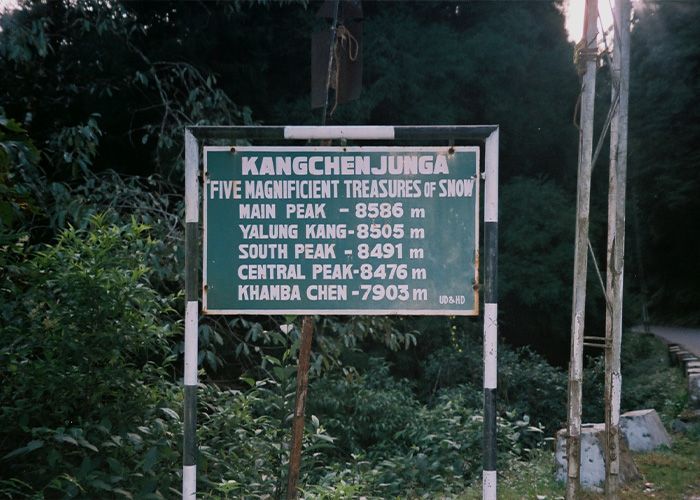 KANGCHENJUNGA
"FIVE MAGNIFICIENT TREASURES OF SNOW"
MAIN PEAK - 8586 m
YALUNG KANG-8505 m
SOUTH PEAK - 8491 m
CENTRAL PEAK-8476 m
KHAMBA CHEN -7903 m
UD&HD